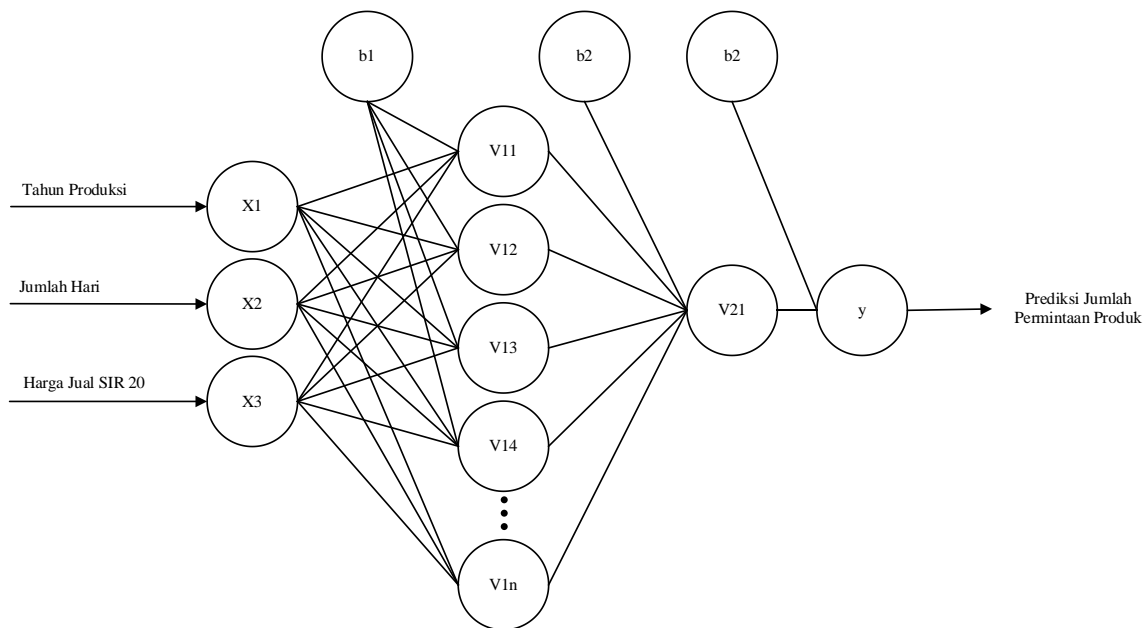 b1
b2
b2
V11
Tahun Produksi
X1
V12
Jumlah Hari
X2
V21
y
Prediksi Jumlah
Permintaan Produk
V13
Harga Jual SIR 20
X3
V14
V1n